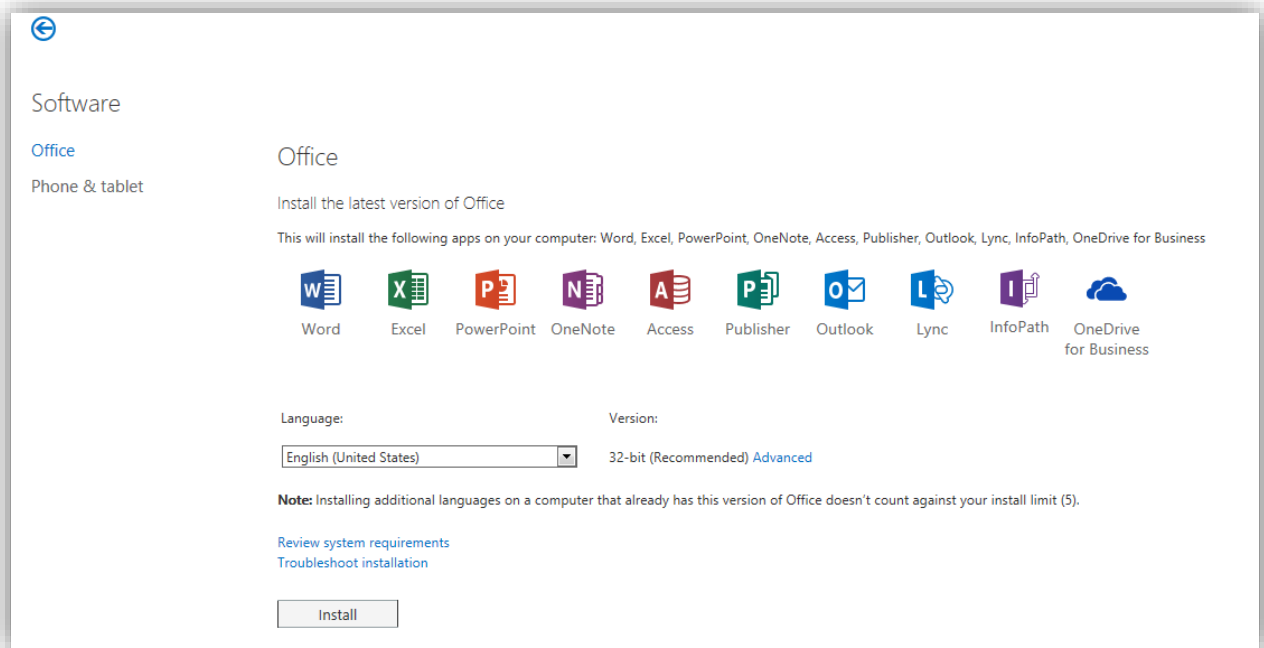 Software
Office
Phone & tablet
Office
Install the latest version of Office
This will install the following apps on your computer: Word, Excel, PowerPoint, OneNote, Access, Publisher, Outlook, Lync, InfoPath, OneDrive for Business
Word Excel PowerPoint OneNote Access Publisher Outlook Lync InfoPath OneDrive
for Business
Language: Version:
English (United States) 32-bit (Recommended) Advanced
Note: Installing additional languages on a computer that already has this version of Office doesn't count against your install limit (5).
Review system requirements
Troubleshoot installation
Install